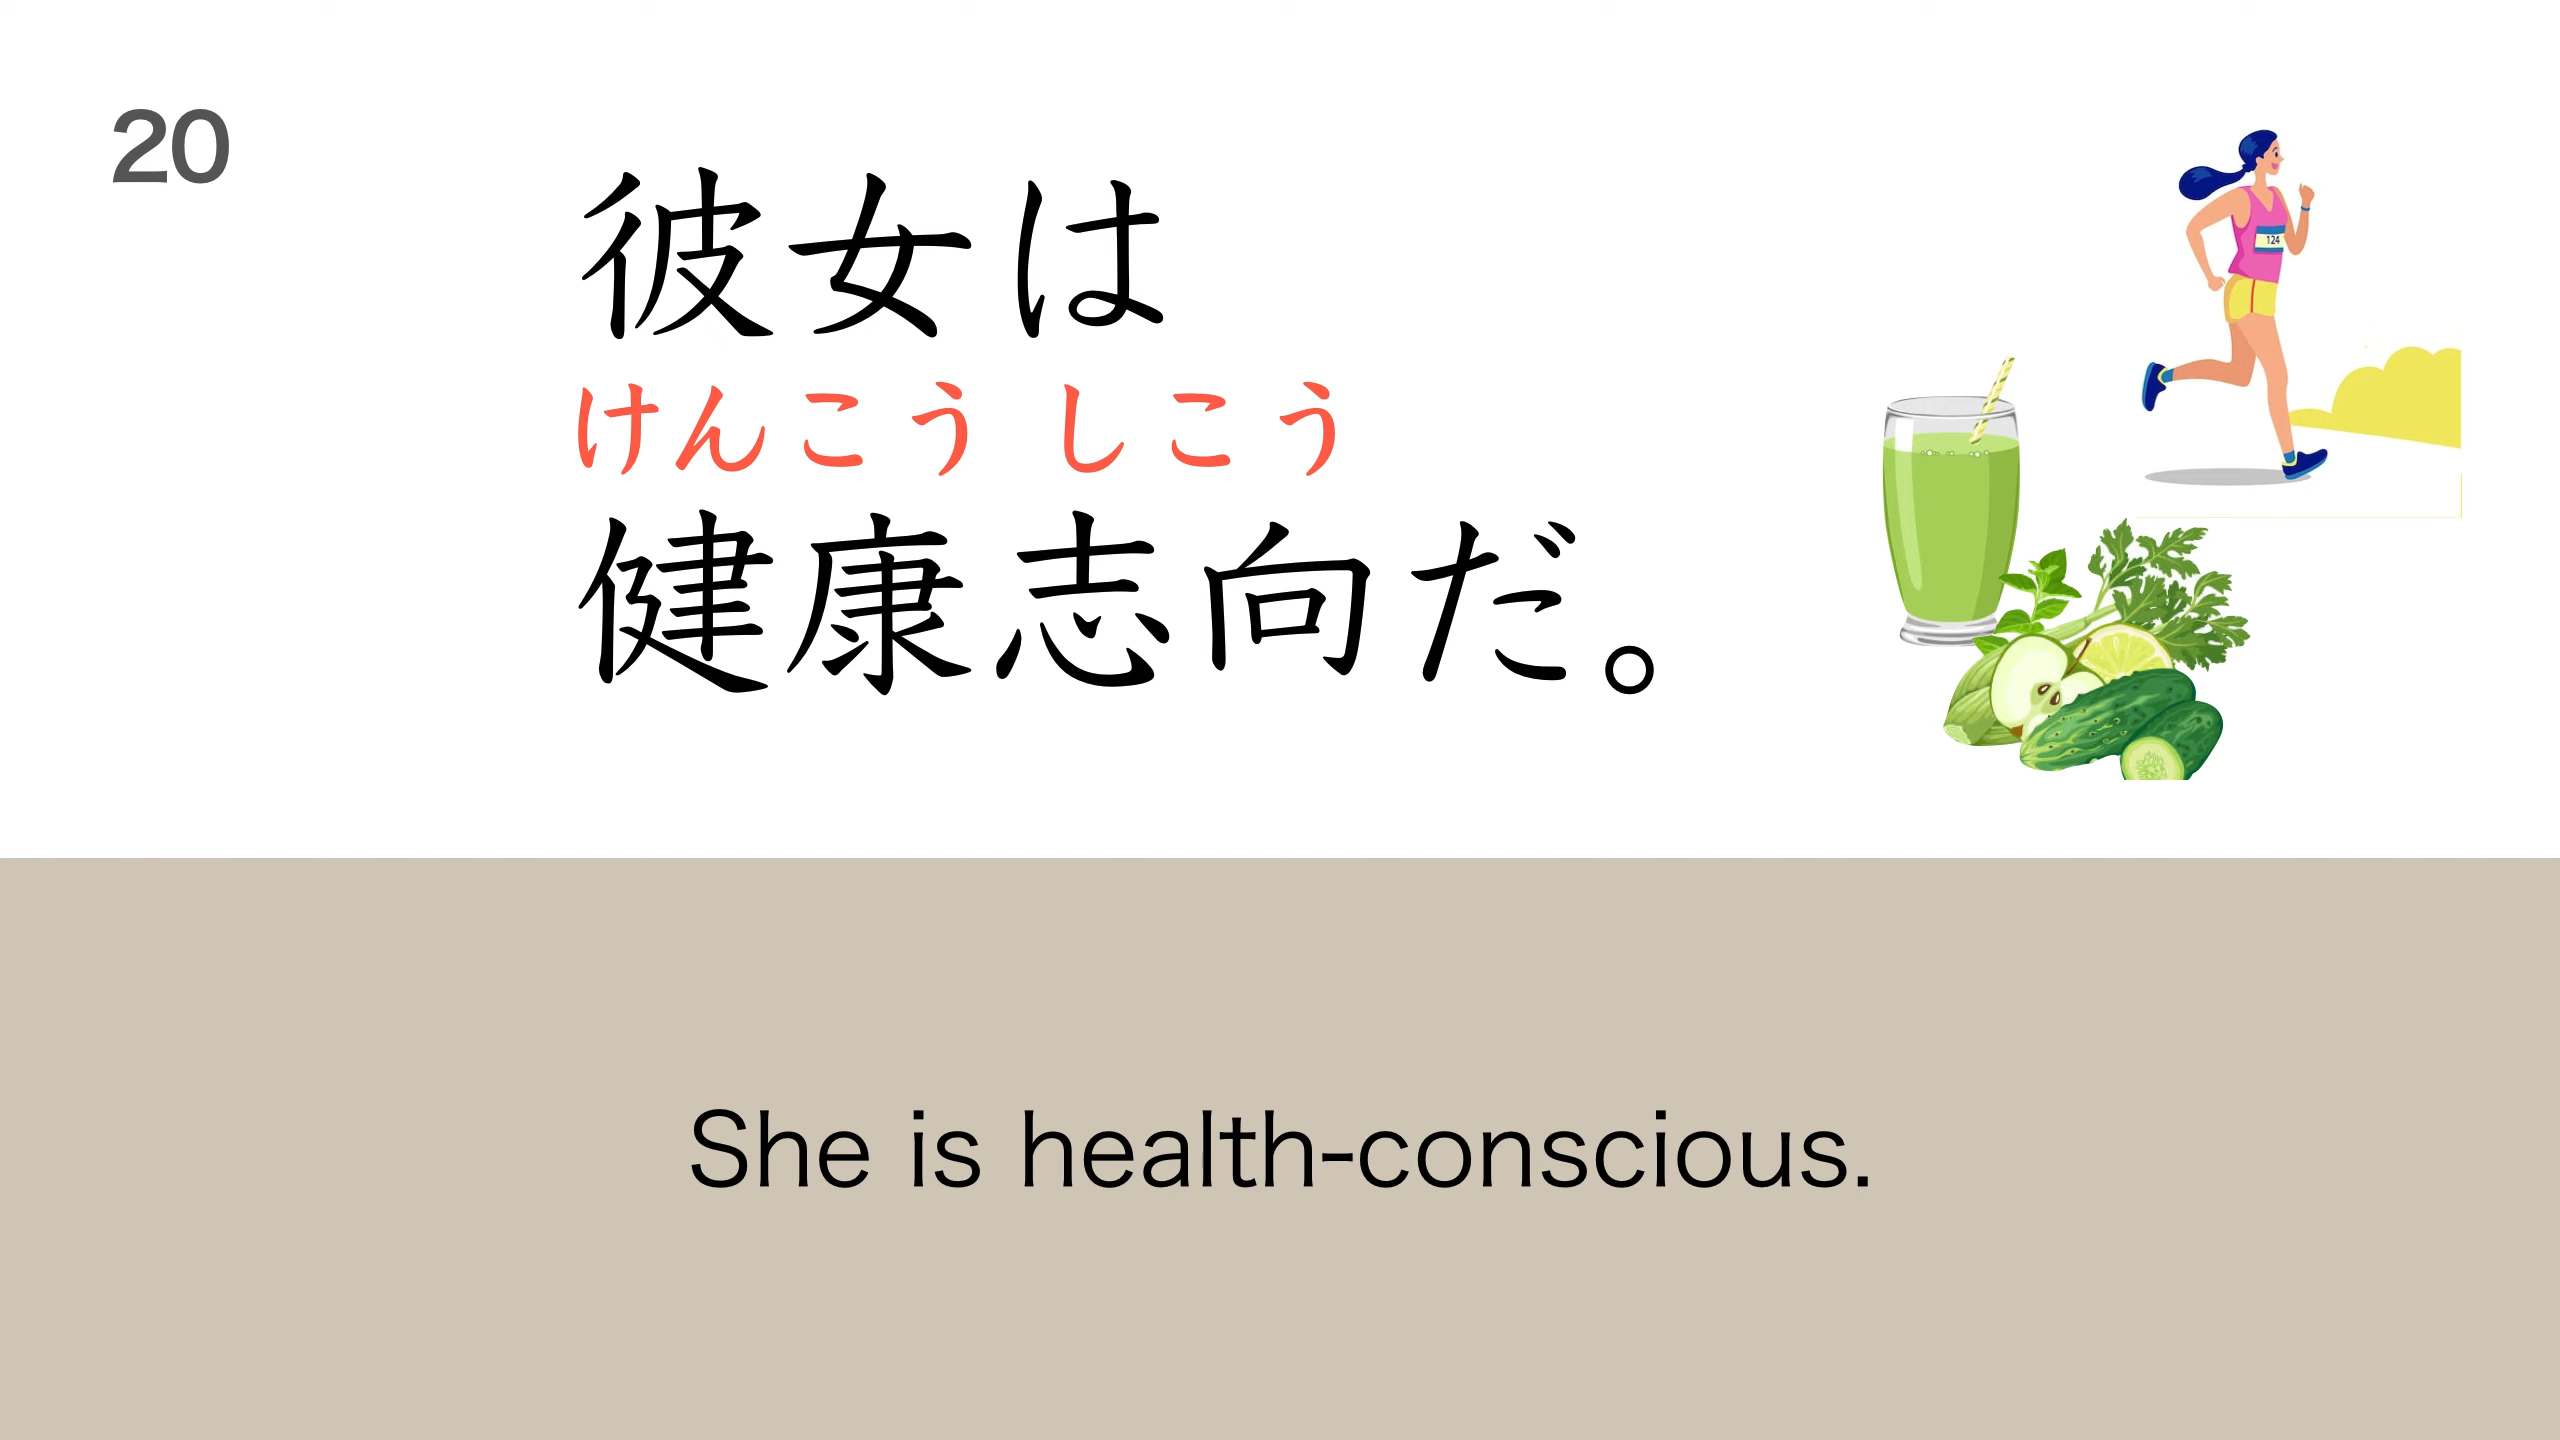 20
彼女は
けんこう しこう
健康志向だ。
124
She is health-conscious.